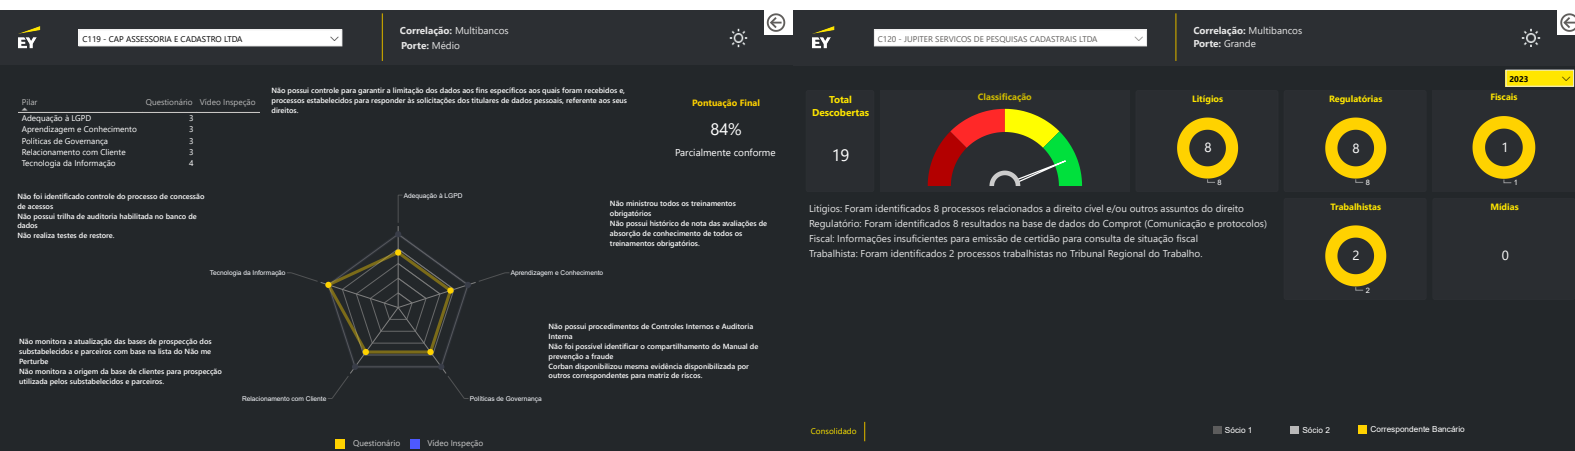 EY
C119 - CAP ASSESSORIA E CADASTRO LTDA
Correlação: Multibancos
Porte: Médio
Pilar Questionário Vídeo Inspeção
Adequação à LGPD 3
Aprendizagem e Conhecimento 3
Políticas de Governança 3
Relacionamento com Cliente 3
Tecnologia da Informação 4
Não possui controle para garantir a limitação dos dados aos fins específicos aos quais foram recebidos e,
processos estabelecidos para responder às solicitações dos titulares de dados pessoais, referente aos seus
direitos.
Pontuação Final
84%
Parcialmente conforme
Não foi identificado controle do processo de concessão
de acessos
Não possui trilha de auditoria habilitada no banco de
dados
Não realiza testes de restore.
Adequação à LGPD
Não ministrou todos os treinamentos
obrigatórios
Não possui histórico de nota das avaliações de
absorção de conhecimento de todos os
treinamentos obrigatórios.
Tecnologia da Informação
Aprendizagem e Conhecimento
Não monitora a atualização das bases de prospecção dos
substabelecidos e parceiros com base na lista do Não me
Perturbe
Não monitora a origem da base de clientes para prospecção
utilizada pelos substabelecidos e parceiros.
Não possui procedimentos de Controles Internos e Auditoria
Interna
Não foi possível identificar o compartilhamento do Manual de
prevenção a fraude
Corban disponibilizou mesma evidência disponibilizada por
outros correspondentes para matriz de riscos.
Relacionamento com Cliente
Políticas de Governança
Questionário Vídeo Inspeção
EY
C120 - JUPITER SERVICOS DE PESQUISAS CADASTRAIS LTDA
Correlação: Multibancos
Porte: Grande
2023
Total
Descobertas
19
Classificação
Litígios
8
8
Regulatórias
8
8
Fiscais
1
1
Litígios: Foram identificados 8 processos relacionados a direito cível e/ou outros assuntos do direito
Regulatório: Foram identificados 8 resultados na base de dados do Comprot (Comunicação e protocolos)
Fiscal: Informações insuficientes para emissão de certidão para consulta de situação fiscal
Trabalhista: Foram identificados 2 processos trabalhistas no Tribunal Regional do Trabalho.
Trabalhistas
2
2
Mídias
0
Consolidado
Sócio 1 Sócio 2 Correspondente Bancário